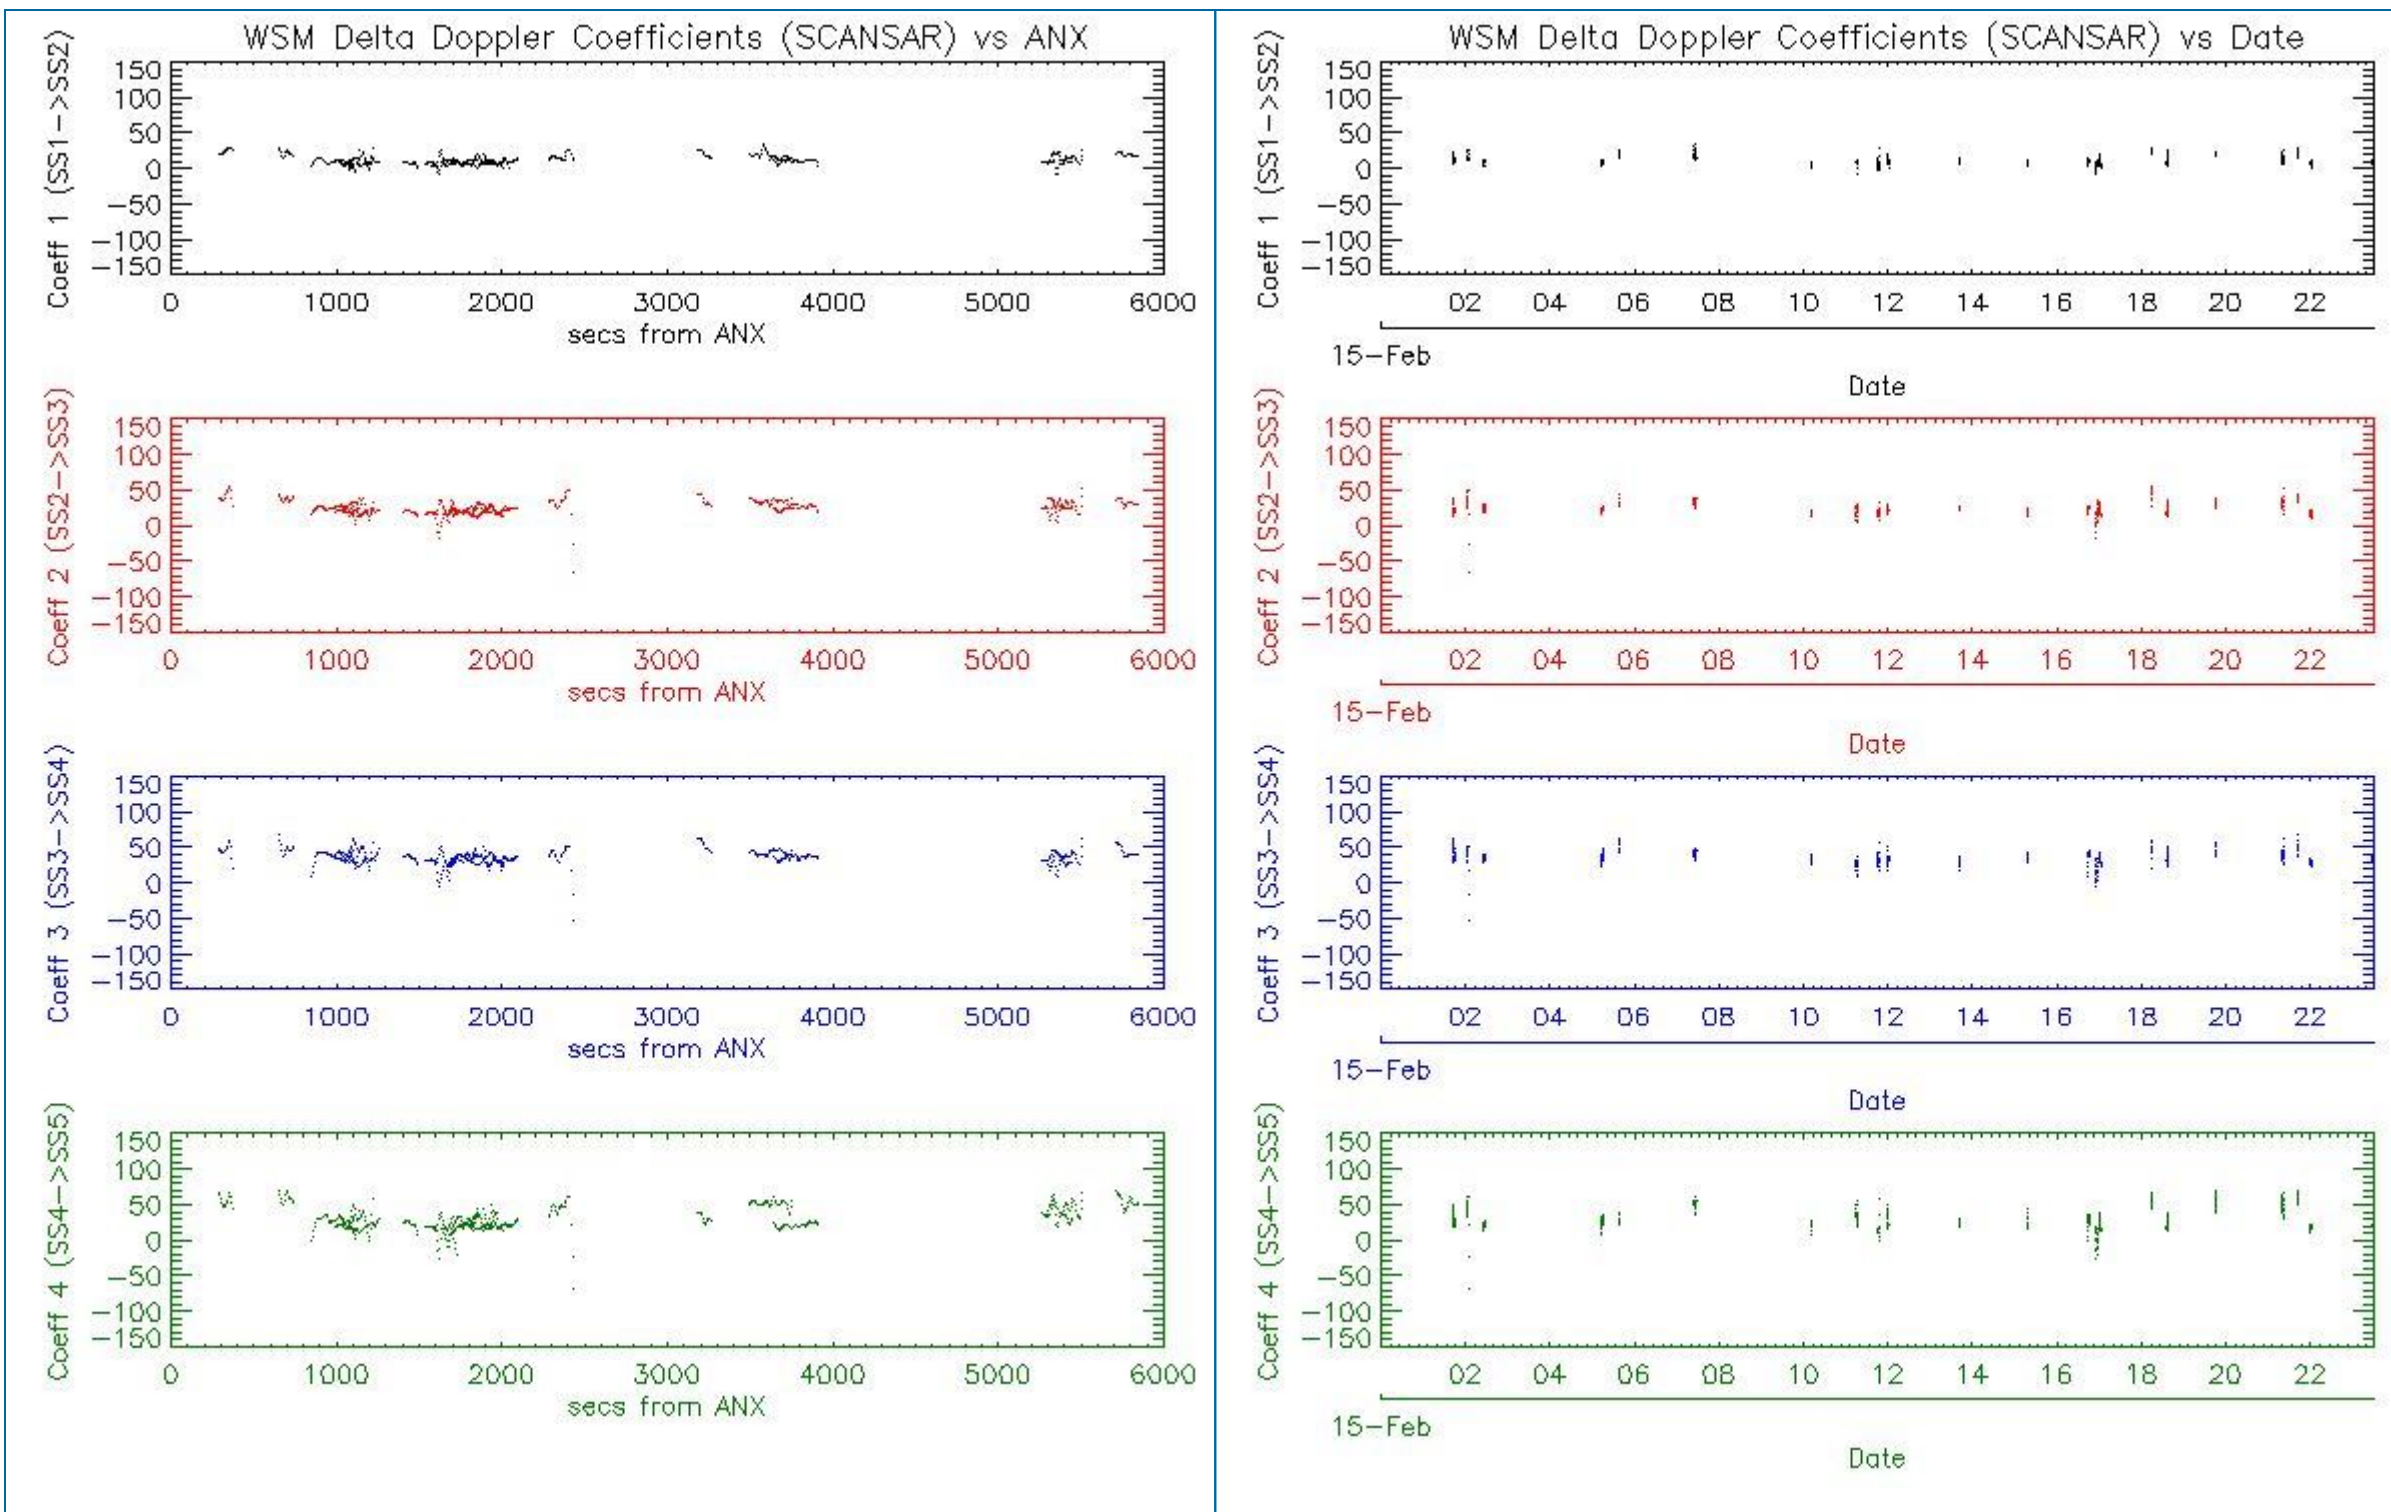 WSM Delta Doppler Coefficients (SCANSAR) vs ANX
Coeff 1 (SS1->SS2)
150
100
50
0
-50
-100
-150
0 1000 2000 3000 4000 5000 6000
secs from ANX
Coeff 2 (SS2->SS3)
150
100
50
0
-50
-100
-150
0 1000 2000 3000 4000 5000 6000
secs from ANX
Coeff 3 (SS3->SS4)
150
100
50
0
-50
-100
-150
0 1000 2000 3000 4000 5000 6000
secs from ANX
Coeff 4 (SS4->SS5)
150
100
50
0
-50
-100
-150
0 1000 2000 3000 4000 5000 6000
secs from ANX
WSM Delta Doppler Coefficients (SCANSAR) vs Date
Coeff 1 (SS1->SS2)
150
100
50
0
-50
-100
-150
02 04 06 08 10 12 14 16 18 20 22
15-Feb
Date
Coeff 2 (SS2->SS3)
150
100
50
0
-50
-100
-150
02 04 06 08 10 12 14 16 18 20 22
15-Feb
Date
Coeff 3 (SS3->SS4)
150
100
50
0
-50
-100
-150
02 04 06 08 10 12 14 16 18 20 22
15-Feb
Date
Coeff 4 (SS4->SS5)
150
100
50
0
-50
-100
-150
02 04 06 08 10 12 14 16 18 20 22
15-Feb
Date